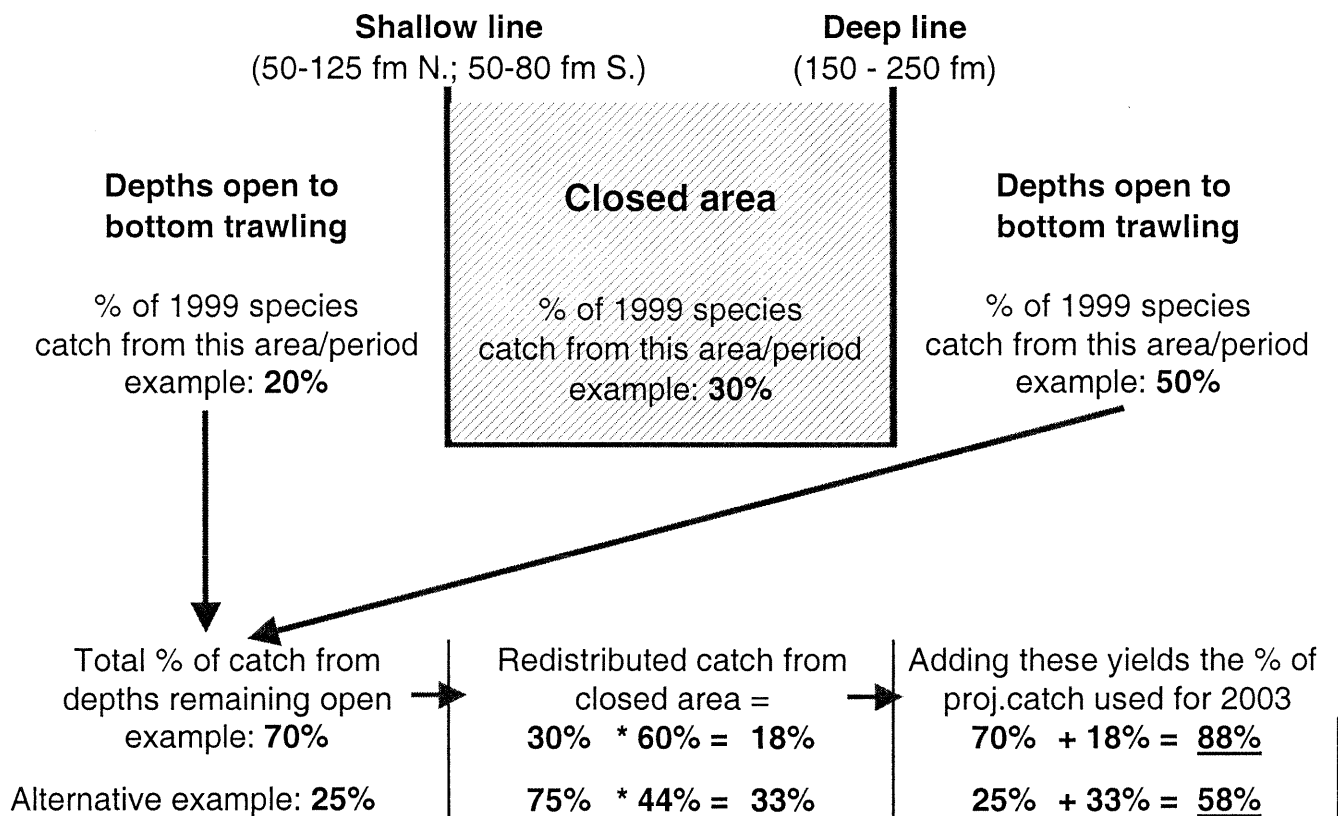 Shallow line
(50-125 fm N.; 50-80 fm S.)
Deep line
(150 - 250 fm)
Depths open to
bottom trawling
% of 1999 species
catch from this area/period
example: 20%
Closed area
% of 1999 species
catch from this area/period
example: 30%
Depths open to
bottom trawling
% of 1999 species
catch from this area/period
example: 50%
Total % of catch from
depths remaining open
example: 70%
Alternative example: 25%
Redistributed catch from
closed area =
30% * 60% = 18%
75% * 44% = 33%
Adding these yields the % of
proj.catch used for 2003
70% + 18% = 88%
25% + 33% = 58%